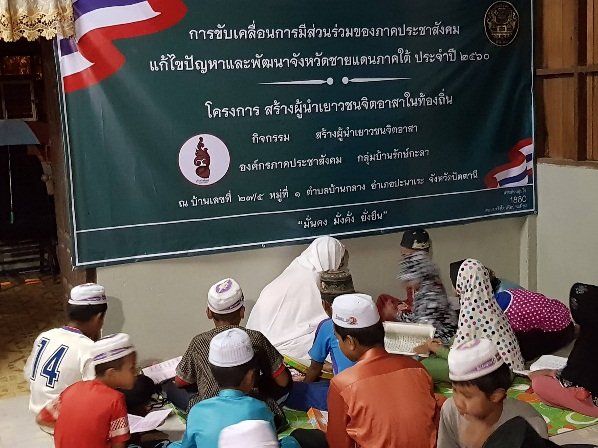 การขับเคลื่อนการมีส่วนร่วมของภาคประชาสังคม
แก้ไขปัญหาและพัฒนาจังหวัดชายแดนภาคใต้ ประจำปี ๒๕๖๐
โครงการ สร้างผู้นำเยาวชนจิตอาสาในท้องถิ่น
กิจกรรม สร้างผู้นำเยาวชนจิตอาสา
องค์กรภาคประชาสังคม กลุ่มบ้านรักษ์กะลา
ณ บ้านเลขที่ ๒๗/๕ หมู่ที่ ๑ ตำบลบ้านกลาง อำเภอปะนาเระ จังหวัดปัตตานี
1880
"มั่นคง มั่งคั่ง ยั่งยืน"
14